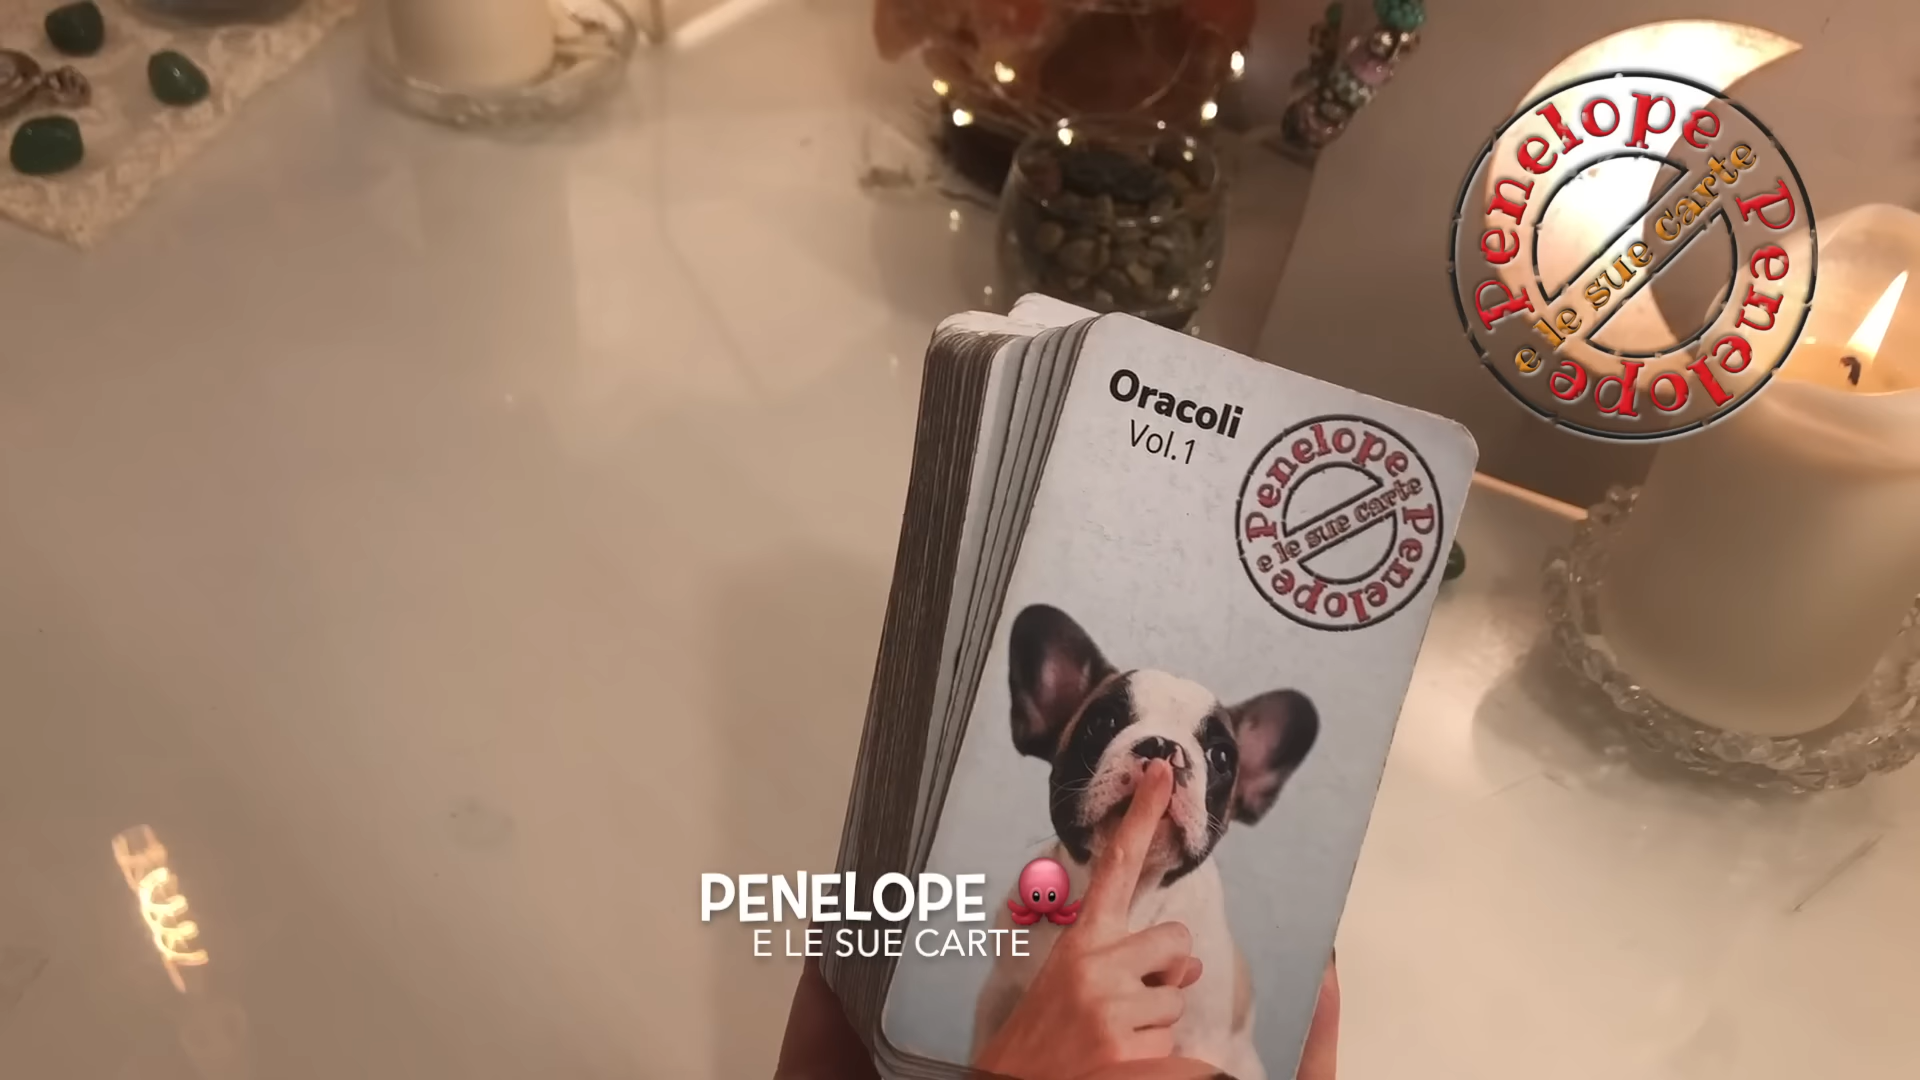 Penelope
e le sue carte
Penelope
Oracoli
Vol.1
Penelope
e le sue carte
Penelope
PENELOPE
E LE SUE CARTE